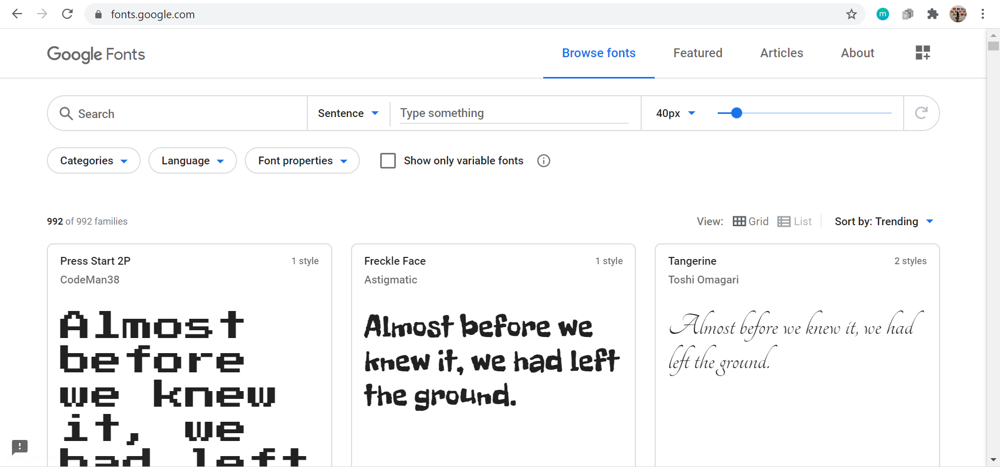 fonts.google.com
m
Google Fonts
Browse fonts Featured Articles About
Search Sentence Type something 40px
Categories Language Font properties Show only variable fonts
992 of 992 families
View: Grid List Sort by: Trending
Press Start 2P 1 style
CodeMan38
Almost
before
we knew
it, we
had left
Freckle Face 1 style
Astigmatic
Almost before we
knew it, we had left
the ground.
Tangerine 2 styles
Toshi Omagari
Almost before we knew it, we had
left the ground.